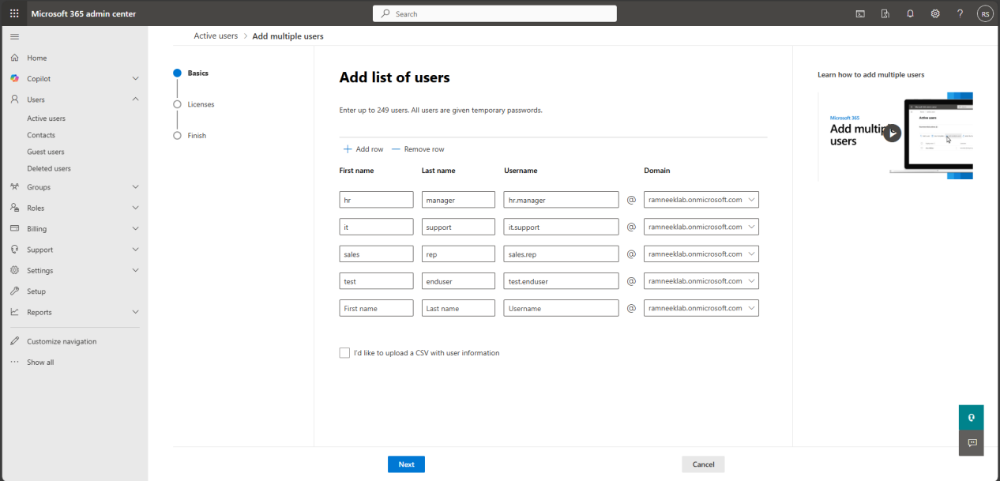 Microsoft 365 admin center
Search
RS
Home
Copilot
Users
Active users
Contacts
Guest users
Deleted users
Groups
Roles
Billing
Support
Settings
Setup
Reports
Customize navigation
Show all
Active users > Add multiple users
Basics
Licenses
Finish
Add list of users
Enter up to 249 users. All users are given temporary passwords.
Add row Remove row
First name Last name Username Domain
hr manager hr.manager @ ramneeklab.onmicrosoft.com
it support it.support @ ramneeklab.onmicrosoft.com
sales rep sales.rep @ ramneeklab.onmicrosoft.com
test enduser test.enduser @ ramneeklab.onmicrosoft.com
First name Last name Username @ ramneeklab.onmicrosoft.com
I'd like to upload a CSV with user information
Next Cancel
Learn how to add multiple users
Microsoft 365
Add multiple
users
Active users